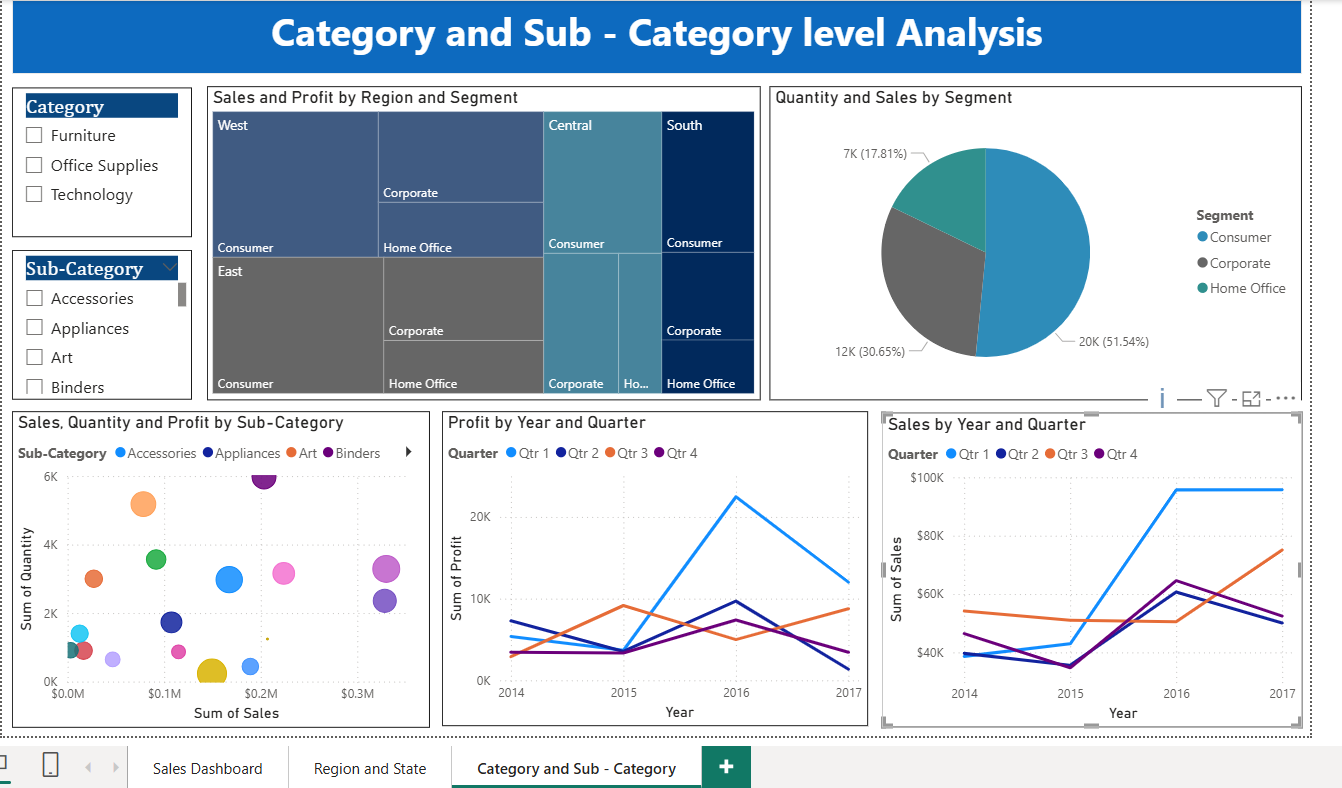 Category and Sub - Category level Analysis
Category
Furniture
Office Supplies
Technology
Sub-Category
Accessories
Appliances
Art
Binders
Sales and Profit by Region and Segment
West
Consumer
Corporate
Home Office
East
Consumer
Corporate
Home Office
Central
Consumer
Corporate
Ho...
South
Consumer
Corporate
Home Office
Quantity and Sales by Segment
7K (17.81%)
12K (30.65%)
20K (51.54%)
Segment
Consumer
Corporate
Home Office
Sales, Quantity and Profit by Sub-Category
Sub-Category Accessories Appliances Art Binders
Sum of Quantity
6K
4K
2K
0K
$0.0M $0.1M $0.2M $0.3M
Sum of Sales
Profit by Year and Quarter
Quarter Qtr 1 Qtr 2 Qtr 3 Qtr 4
Sum of Profit
20K
10K
0K
2014 2015 2016 2017
Year
Sales by Year and Quarter
Quarter Qtr 1 Qtr 2 Qtr 3 Qtr 4
Sum of Sales
$100K
$80K
$60K
$40K
2014 2015 2016 2017
Year
Sales Dashboard
Region and State
Category and Sub - Category